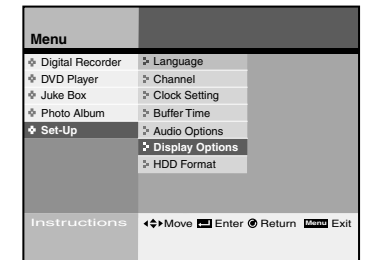 Menu
Digital Recorder
DVD Player
Juke Box
Photo Album
Set-Up
Language
Channel
Clock Setting
Buffer Time
Audio Options
Display Options
HDD Format
Instructions Move Enter Return Menu Exit